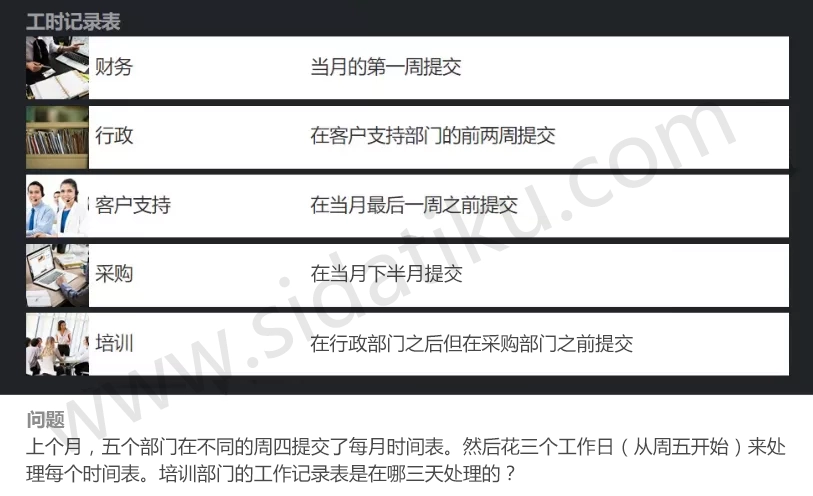 工时记录表
财务 当月的第一周提交
行政 在客户支持部门的前两周提交
客户支持 在当月最后一周之前提交
采购 在当月下半月提交
培训 在行政部门之后但在采购部门之前提交
www.sidatiku.com
问题
上个月，五个部门在不同的周四提交了每月时间表。然后花三个工作日（从周五开始）来处
理每个时间表。培训部门的工作记录表是在哪三天处理的？